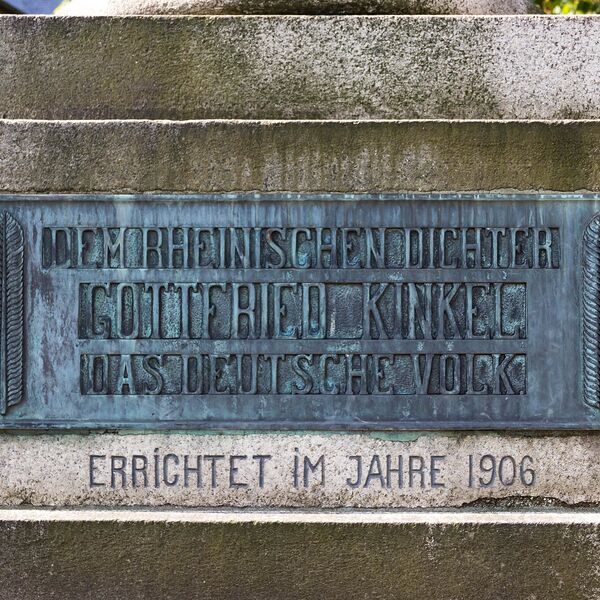 DEM RHEINISCHEN DICHTER
GOTTFRIED KINKEL
DAS DEUTSCHE VOLK
ERRiCHTET iM JAHRE 1906